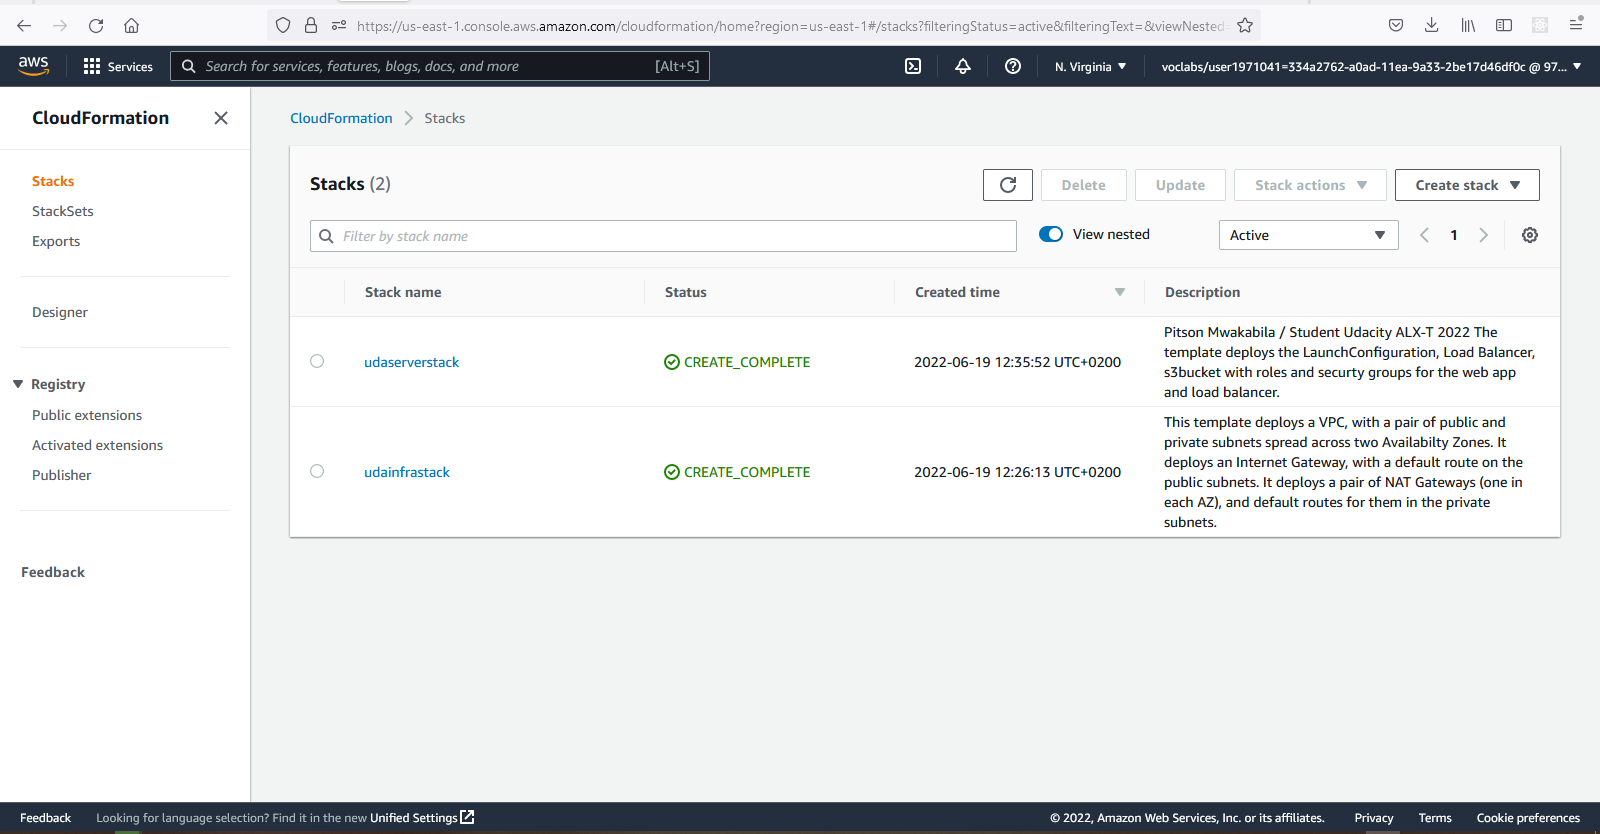 https://us-east-1.console.aws.amazon.com/cloudformation/home?region=us-east-1#/stacks?filteringStatus=active&filteringText=&viewNested
aws
Services
Search for services, features, blogs, docs, and more
[Alt+S]
N. Virginia
voclabs/user1971041=334a2762-a0ad-11ea-9a33-2be17d46df0c @ 97...
CloudFormation
Stacks
StackSets
Exports
Designer
Registry
Public extensions
Activated extensions
Publisher
Feedback
CloudFormation
Stacks
Stacks (2)
Delete
Update
Stack actions
Create stack
Filter by stack name
View nested
Active
1
Stack name
Status
Created time
Description
udaserverstack
CREATE_COMPLETE
2022-06-19 12:35:52 UTC+0200
Pitson Mwakabila / Student Udacity ALX-T 2022 The
template deploys the LaunchConfiguration, Load Balancer,
s3bucket with roles and securty groups for the web app
and load balancer.
udainfrastack
CREATE_COMPLETE
2022-06-19 12:26:13 UTC+0200
This template deploys a VPC, with a pair of public and
private subnets spread across two Availabilty Zones. It
deploys an Internet Gateway, with a default route on the
public subnets. It deploys a pair of NAT Gateways (one in
each AZ), and default routes for them in the private
subnets.
Feedback
Looking for language selection? Find it in the new Unified Settings
© 2022, Amazon Web Services, Inc. or its affiliates.
Privacy
Terms
Cookie preferences